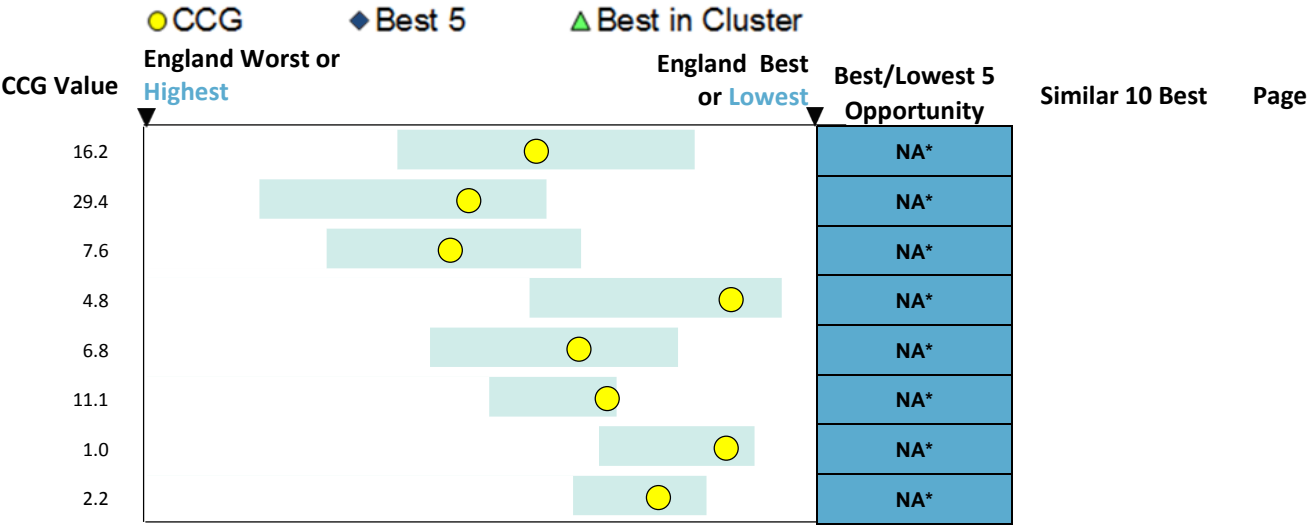 CCG Best 5 Best in Cluster
CCG Value England Worst or Highest England Best or Lowest Best/Lowest 5 Opportunity Similar 10 Best Page
16.2 NA*
29.4 NA*
7.6 NA*
4.8 NA*
6.8 NA*
11.1 NA*
1.0 NA*
2.2 NA*